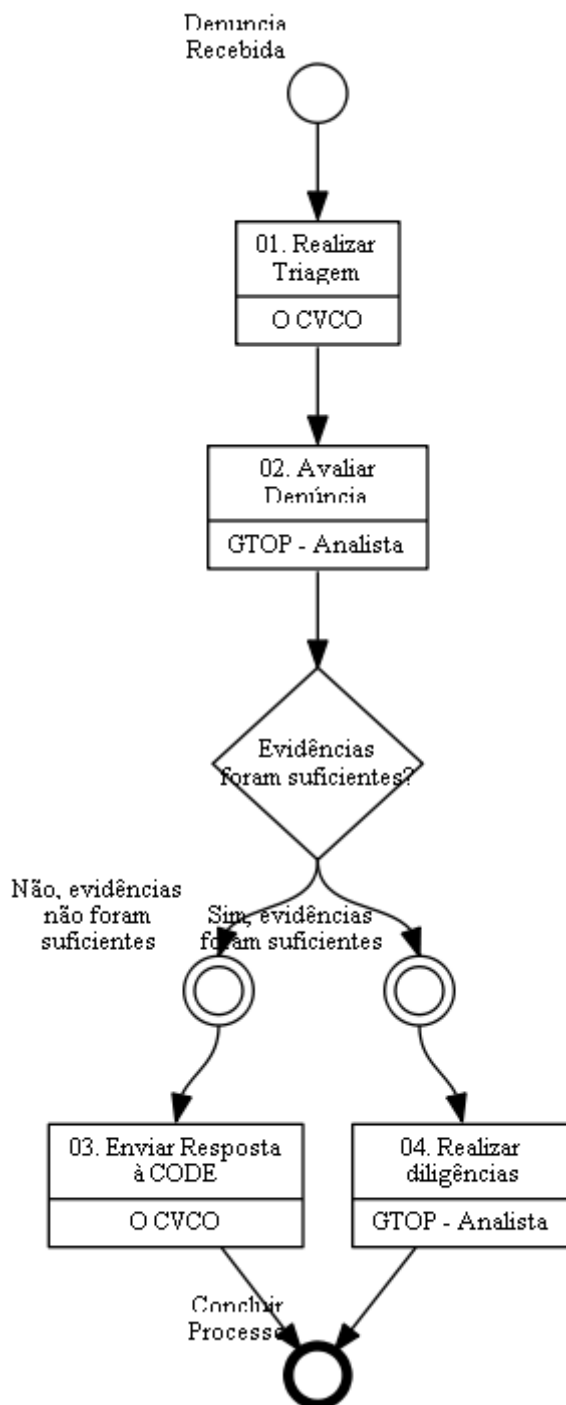 Denuncia
Recebida
01. Realizar
Triagem
O CVCO
02. Avaliar
Denúncia
GTOP - Analista
Evidências
foram suficientes?
Não, evidências
não foram
suficientes
Sim, evidências
foram suficientes
03. Enviar Resposta
à CODE
O CVCO
04. Realizar
diligências
GTOP - Analista
Concluir
Processo